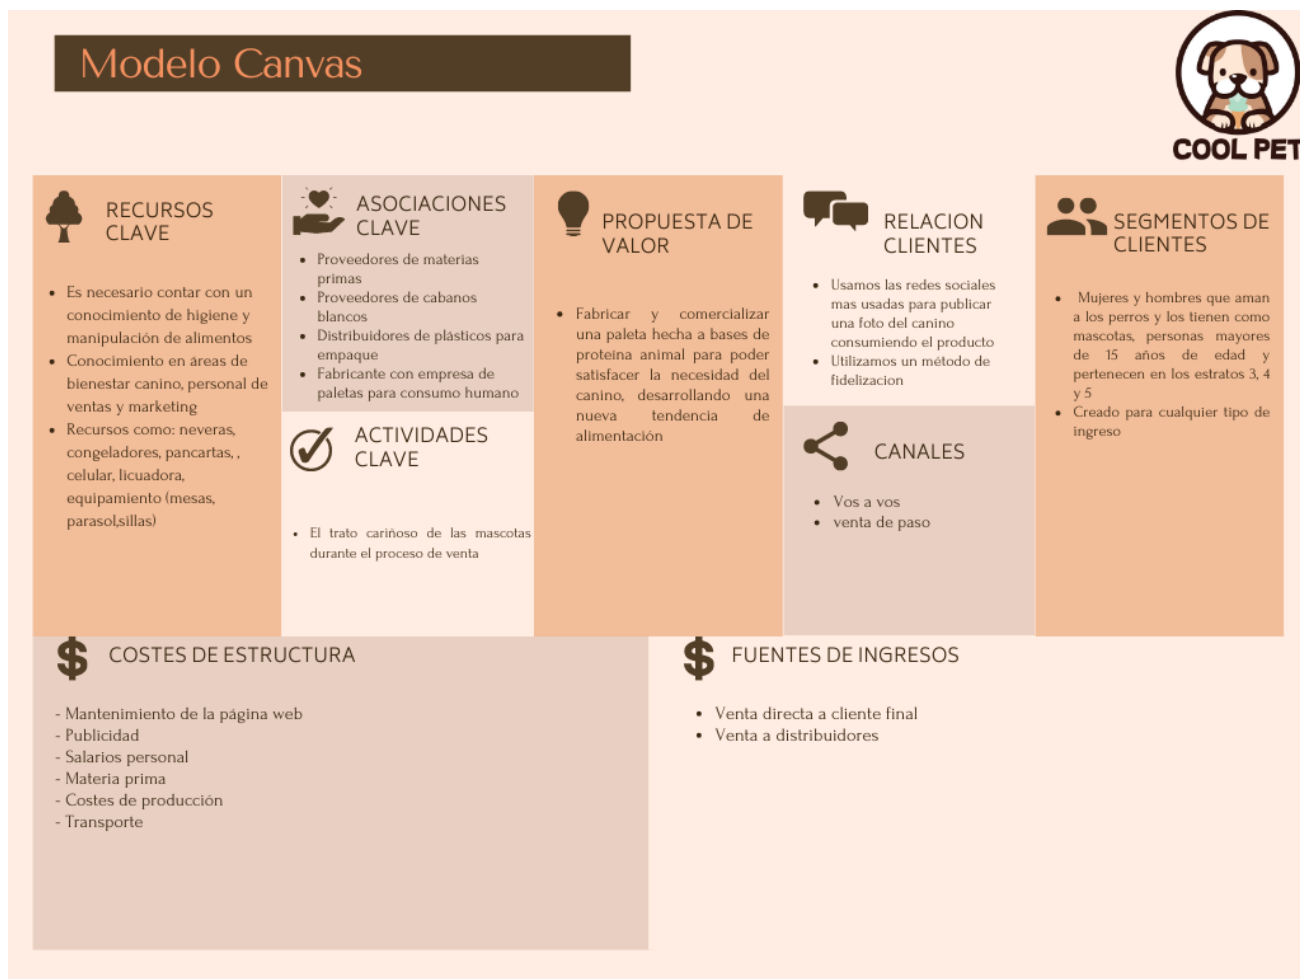 Modelo Canvas
COOL PET
RECURSOS
CLAVE
• Es necesario contar con un
conocimiento de higiene y
manipulación de alimentos
• Conocimiento en áreas de
bienestar canino, personal de
ventas y marketing
• Recursos como: neveras,
congeladores, pancartas, ,
celular, licuadora,
equipamiento (mesas,
parasol,sillas)
ASOCIACIONES
CLAVE
• Proveedores de materias
primas
• Proveedores de cabanos
blancos
• Distribuidores de plásticos para
empaque
• Fabricante con empresa de
paletas para consumo humano
ACTIVIDADES
CLAVE
• El trato cariñoso de las mascotas
durante el proceso de venta
PROPUESTA DE
VALOR
• Fabricar y comercializar
una paleta hecha a bases de
proteina animal para poder
satisfacer la necesidad del
canino, desarrollando una
nueva tendencia de
alimentación
RELACION
CLIENTES
• Usamos las redes sociales
mas usadas para publicar
una foto del canino
consumiendo el producto
• Utilizamos un método de
fidelizacion
CANALES
• Vos a vos
• venta de paso
SEGMENTOS DE
CLIENTES
• Mujeres y hombres que aman
a los perros y los tienen como
mascotas, personas mayores
de 15 años de edad y
pertenecen en los estratos 3, 4
y 5
• Creado para cualquier tipo de
ingreso
COSTES DE ESTRUCTURA
- Mantenimiento de la página web
- Publicidad
- Salarios personal
- Materia prima
- Costes de producción
- Transporte
FUENTES DE INGRESOS
• Venta directa a cliente final
• Venta a distribuidores